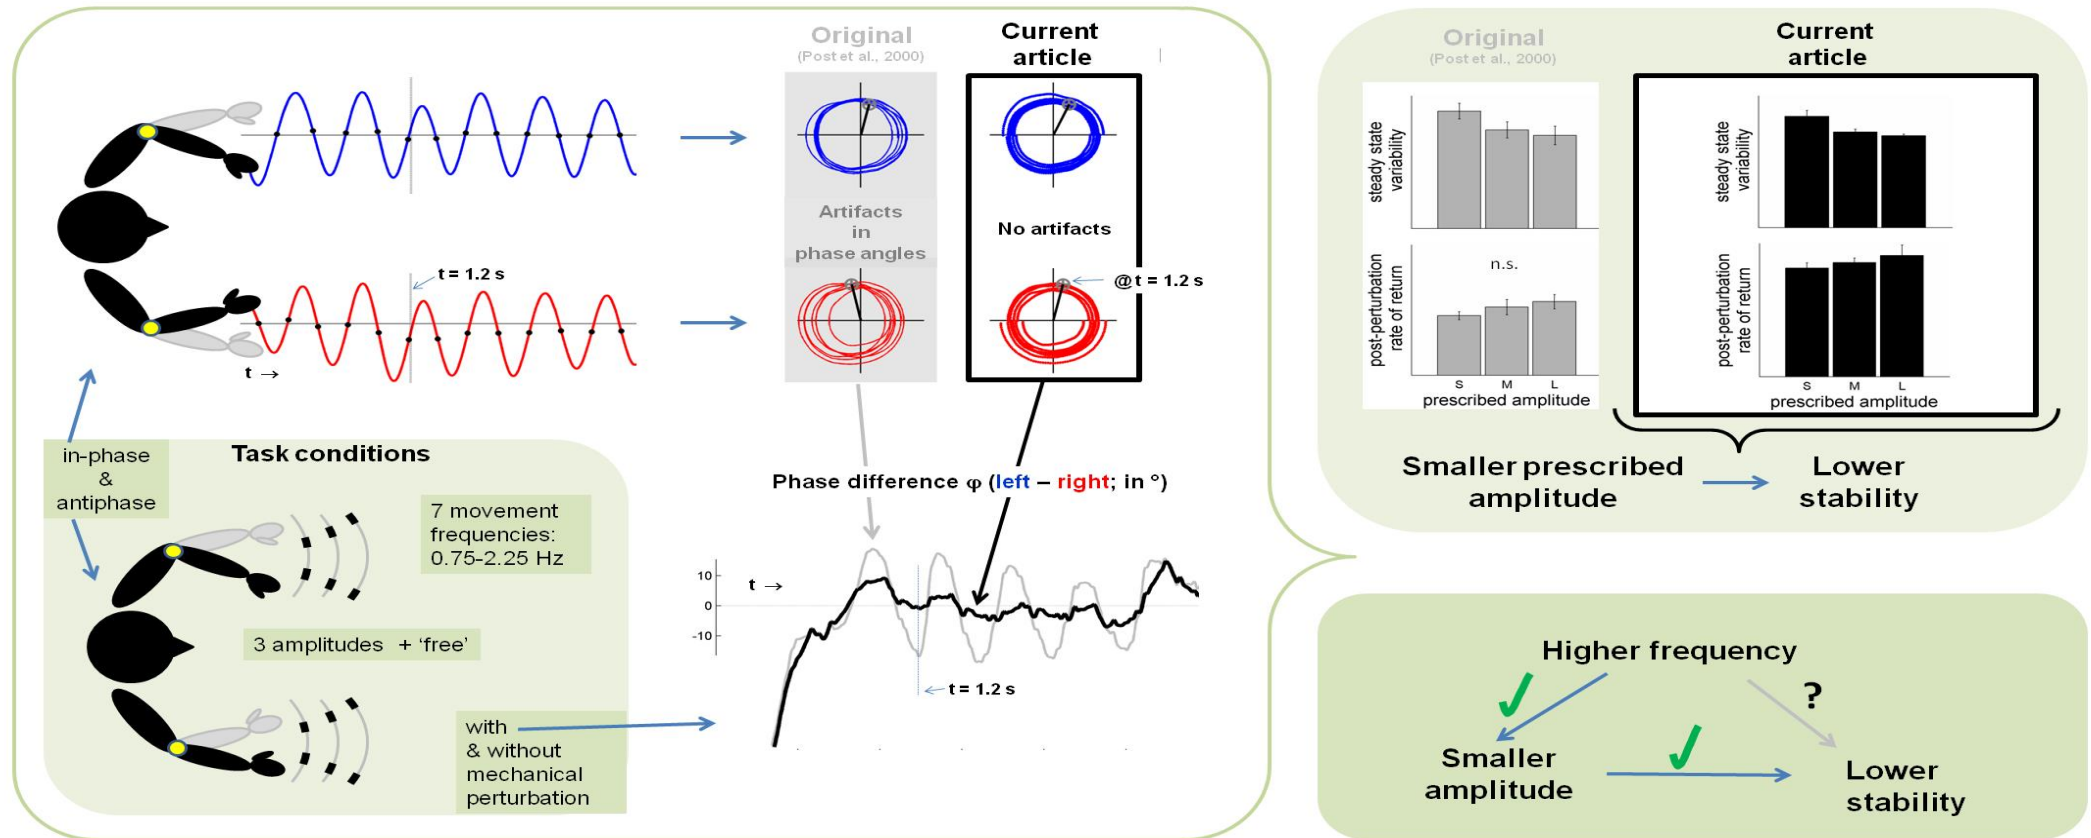 Original
(Post et al., 2000)
Current
article
Artifacts
in
phase angles
No artifacts
t = 1.2 s
@t = 1.2 s
t →
in-phase
&
antiphase
Task conditions
7 movement
frequencies:
0.75-2.25 Hz
3 amplitudes + ‘free’
with
& without
mechanical
perturbation
Phase difference φ (left – right; in °)
10
0
-10
t →
t = 1.2 s
Original
(Post et al., 2000)
Current
article
steady state
variability
steady state
variability
n.s.
post-perturbation
rate of return
post-perturbation
rate of return
S M L
prescribed amplitude
S M L
prescribed amplitude
Smaller prescribed
amplitude
Lower
stability
Higher frequency
?
Smaller
amplitude
Lower
stability